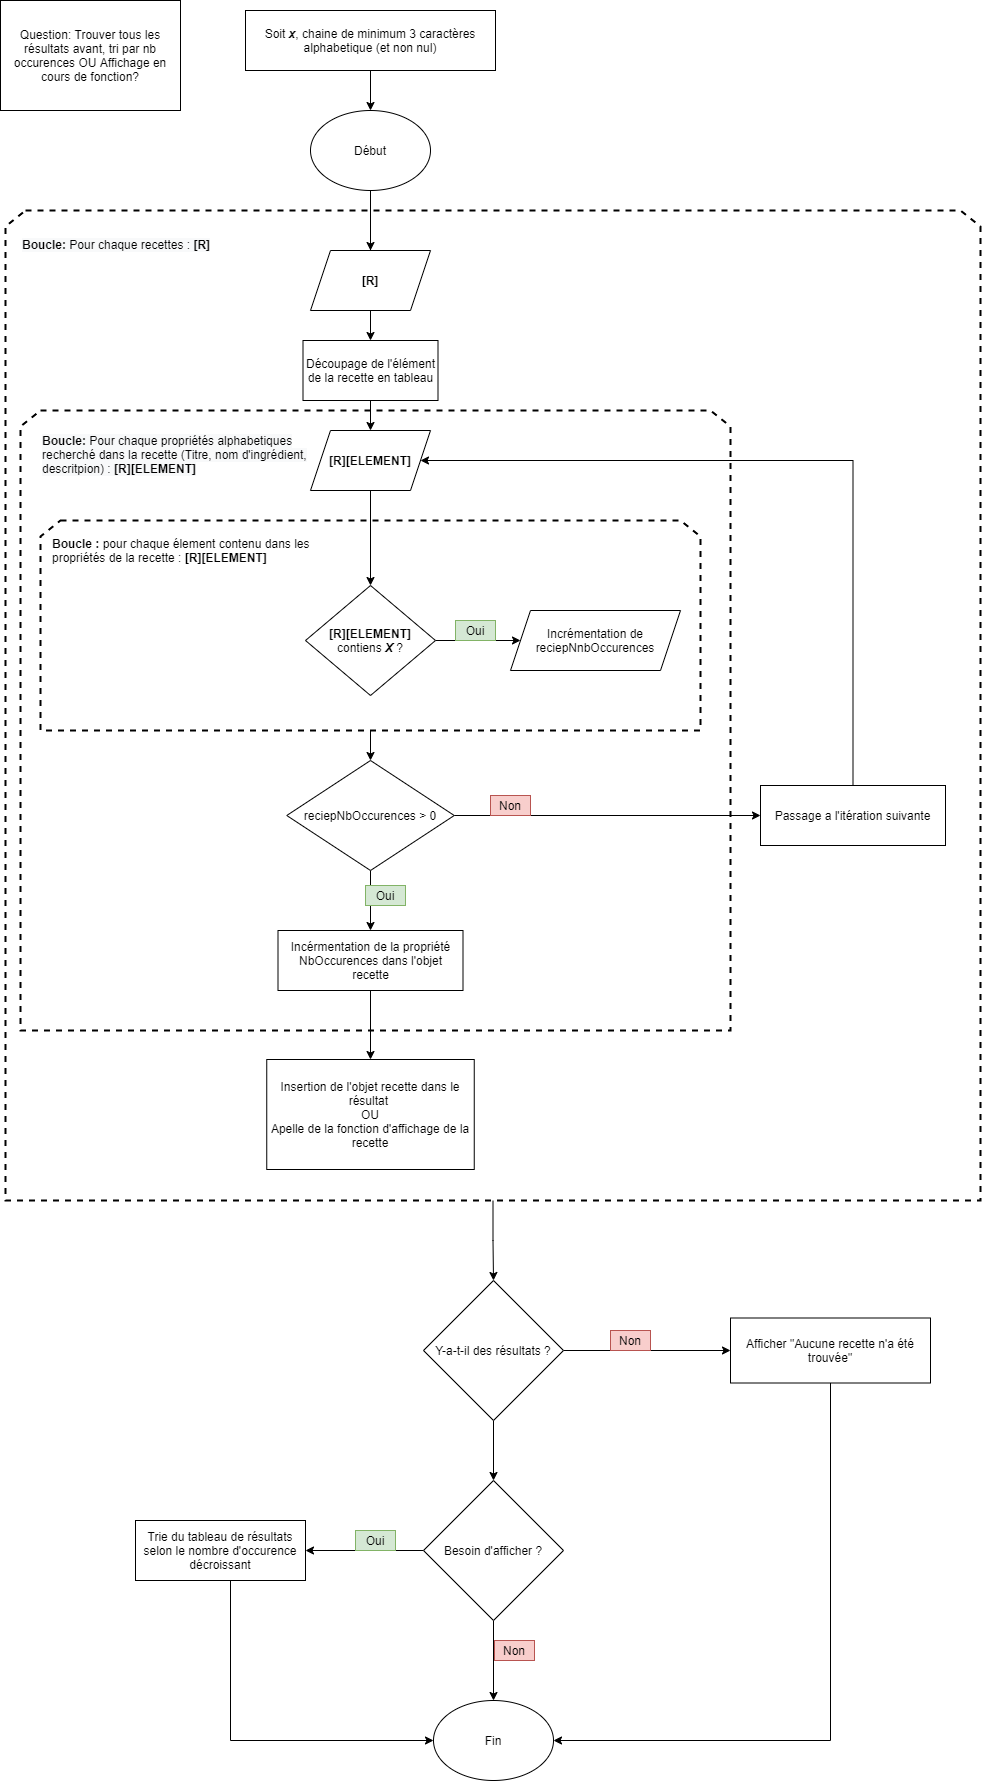 Question: Trouver tous les
résultats avant, tri par nb
occurences OU Affichage en
cours de fonction?
Soit x, chaine de minimum 3 caractères
alphabetique (et non nul)
Début
Boucle: Pour chaque recettes : [R]
[R]
Découpage de l'élément
de la recette en tableau
Boucle: Pour chaque propriétés alphabetiques
recherché dans la recette (Titre, nom d'ingrédient,
descritpion) : [R][ELEMENT]
[R][ELEMENT]
Boucle : pour chaque élement contenu dans les
propriétés de la recette : [R][ELEMENT]
[R][ELEMENT]
contiens X ?
Oui
Incrémentation de
reciepNnbOccurences
reciepNbOccurences > 0
Non
Passage a l'itération suivante
Oui
Incérmentation de la propriété
NbOccurences dans l'objet
recette
Insertion de l'objet recette dans le
résultat
OU
Apelle de la fonction d'affichage de la
recette
Y-a-t-il des résultats ?
Non
Afficher "Aucune recette n'a été
trouvée"
Besoin d'afficher ?
Oui
Trie du tableau de résultats
selon le nombre d'occurence
décroissant
Non
Fin